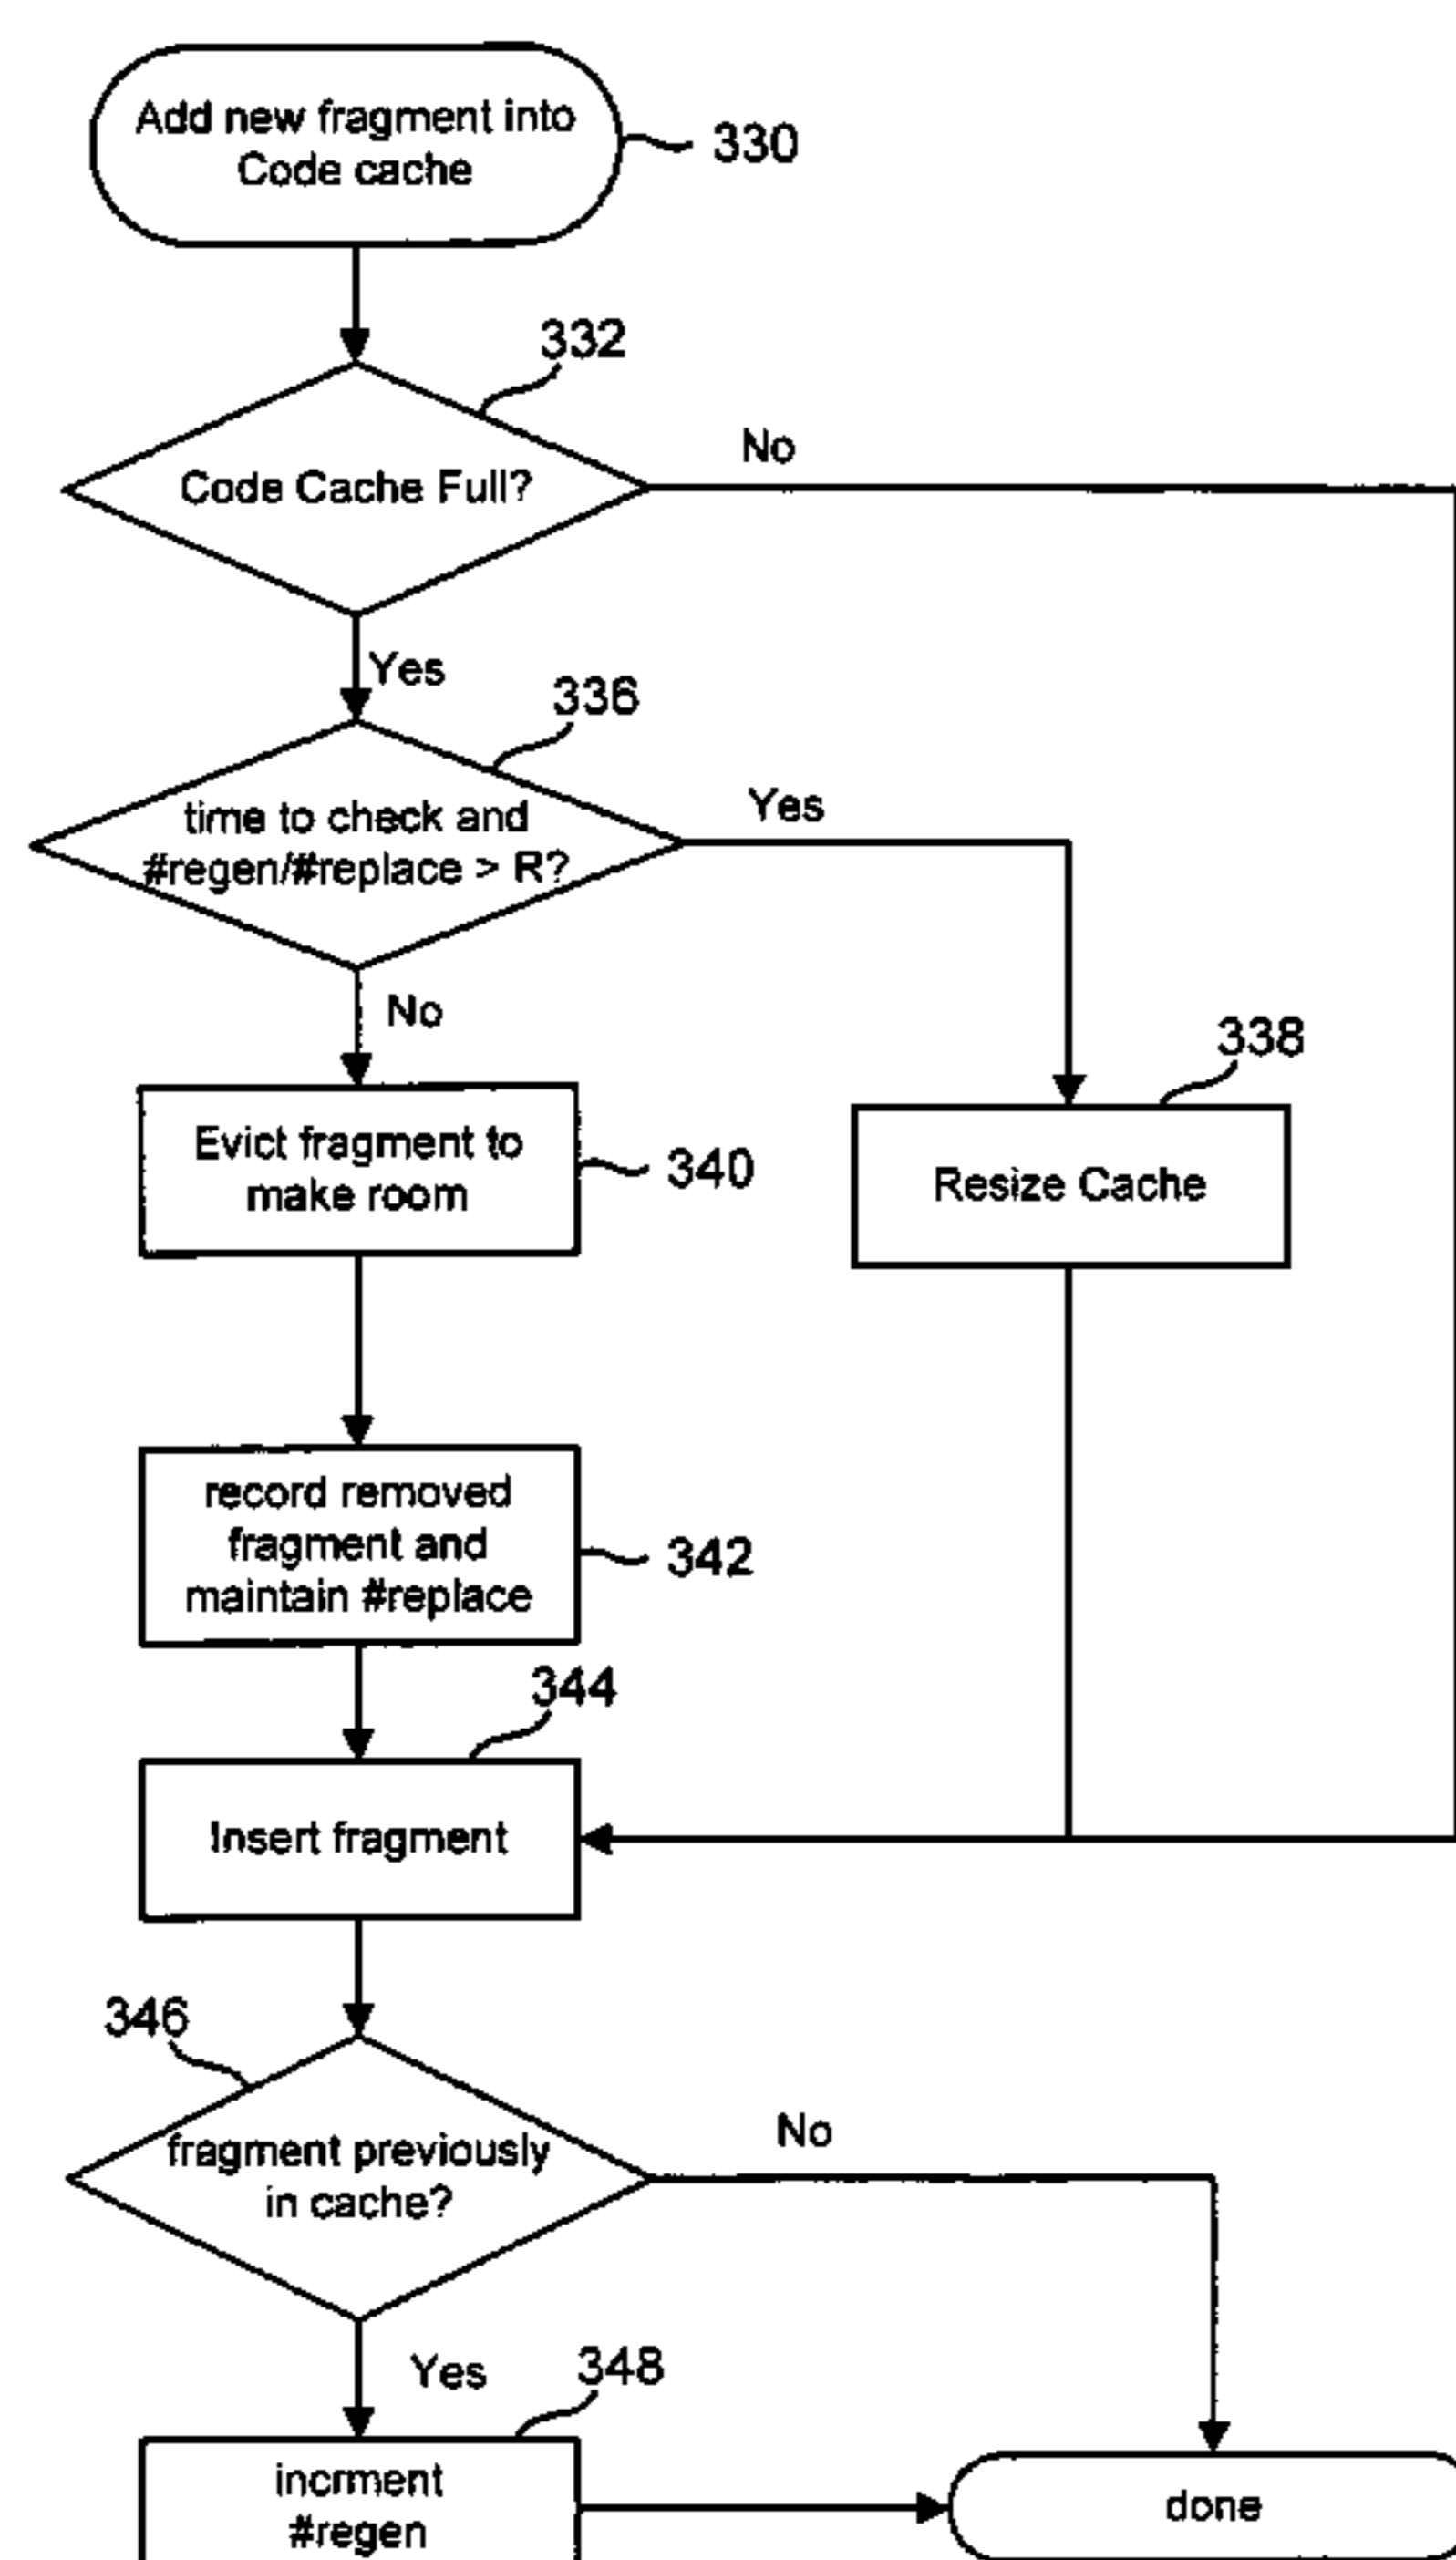 Add new fragment into
Code cache
330
332
Code Cache Full?
No
Yes
336
time to check and
#regen/#replace > R?
Yes
No
338
Evict fragment to
make room
340
Resize Cache
record removed
fragment and
maintain #replace
342
344
Insert fragment
346
fragment previously
in cache?
No
Yes
348
incrment
#regen
done